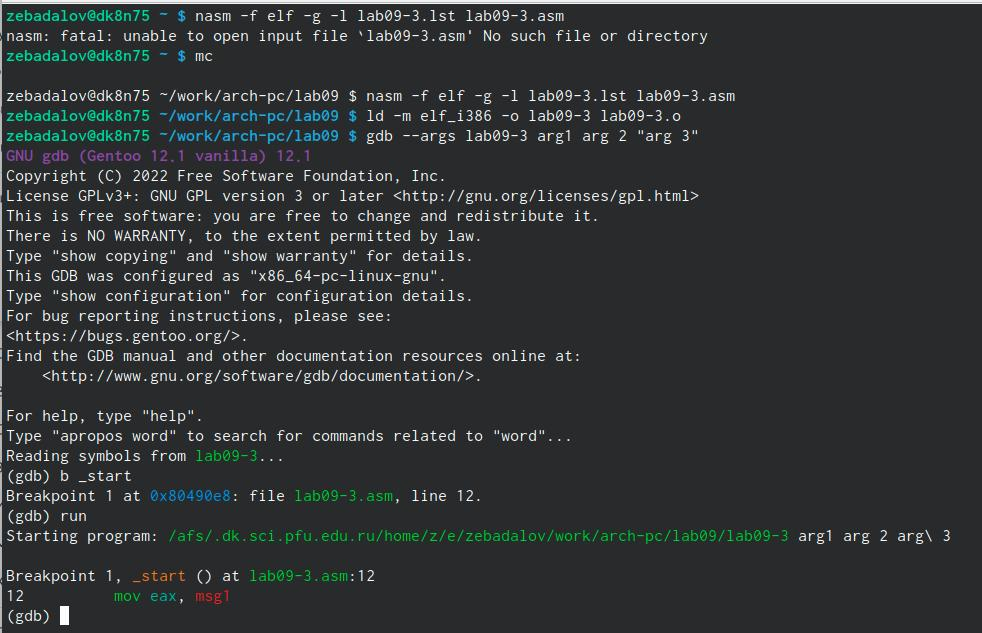 zebadalov@dk8n75 ~ $ nasm -f elf -g -l lab09-3.lst lab09-3.asm
nasm: fatal: unable to open input file `lab09-3.asm' No such file or directory
zebadalov@dk8n75 ~ $ mc
zebadalov@dk8n75 ~/work/arch-pc/lab09 $ nasm -f elf -g -l lab09-3.lst lab09-3.asm
zebadalov@dk8n75 ~/work/arch-pc/lab09 $ ld -m elf_i386 -o lab09-3 lab09-3.o
zebadalov@dk8n75 ~/work/arch-pc/lab09 $ gdb --args lab09-3 arg1 arg 2 "arg 3"
GNU gdb (Gentoo 12.1 vanilla) 12.1
Copyright (C) 2022 Free Software Foundation, Inc.
License GPLv3+: GNU GPL version 3 or later <http://gnu.org/licenses/gpl.html>
This is free software: you are free to change and redistribute it.
There is NO WARRANTY, to the extent permitted by law.
Type "show copying" and "show warranty" for details.
This GDB was configured as "x86_64-pc-linux-gnu".
Type "show configuration" for configuration details.
For bug reporting instructions, please see:
<https://bugs.gentoo.org/>.
Find the GDB manual and other documentation resources online at:
    <http://www.gnu.org/software/gdb/documentation/>.
For help, type "help".
Type "apropos word" to search for commands related to "word"...
Reading symbols from lab09-3...
(gdb) b _start
Breakpoint 1 at 0x80490e8: file lab09-3.asm, line 12.
(gdb) run
Starting program: /afs/.dk.sci.pfu.edu.ru/home/z/e/zebadalov/work/arch-pc/lab09/lab09-3 arg1 arg 2 arg\ 3
Breakpoint 1, _start () at lab09-3.asm:12
12          mov eax, msg1
(gdb)